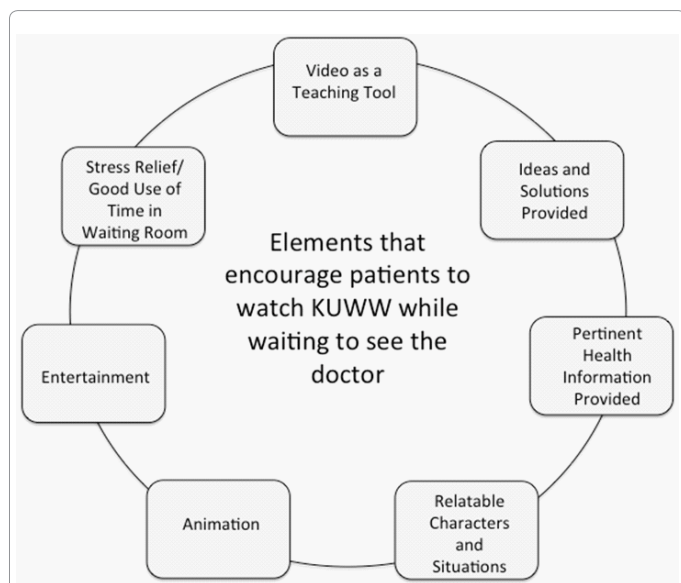 Video as a
Teaching Tool
Ideas and
Solutions
Provided
Pertinent
Health
Information
Provided
Relatable
Characters
and
Situations
Animation
Entertainment
Stress Relief/
Good Use of
Time in
Waiting Room
Elements that
encourage patients to
watch KUWW while
waiting to see the
doctor